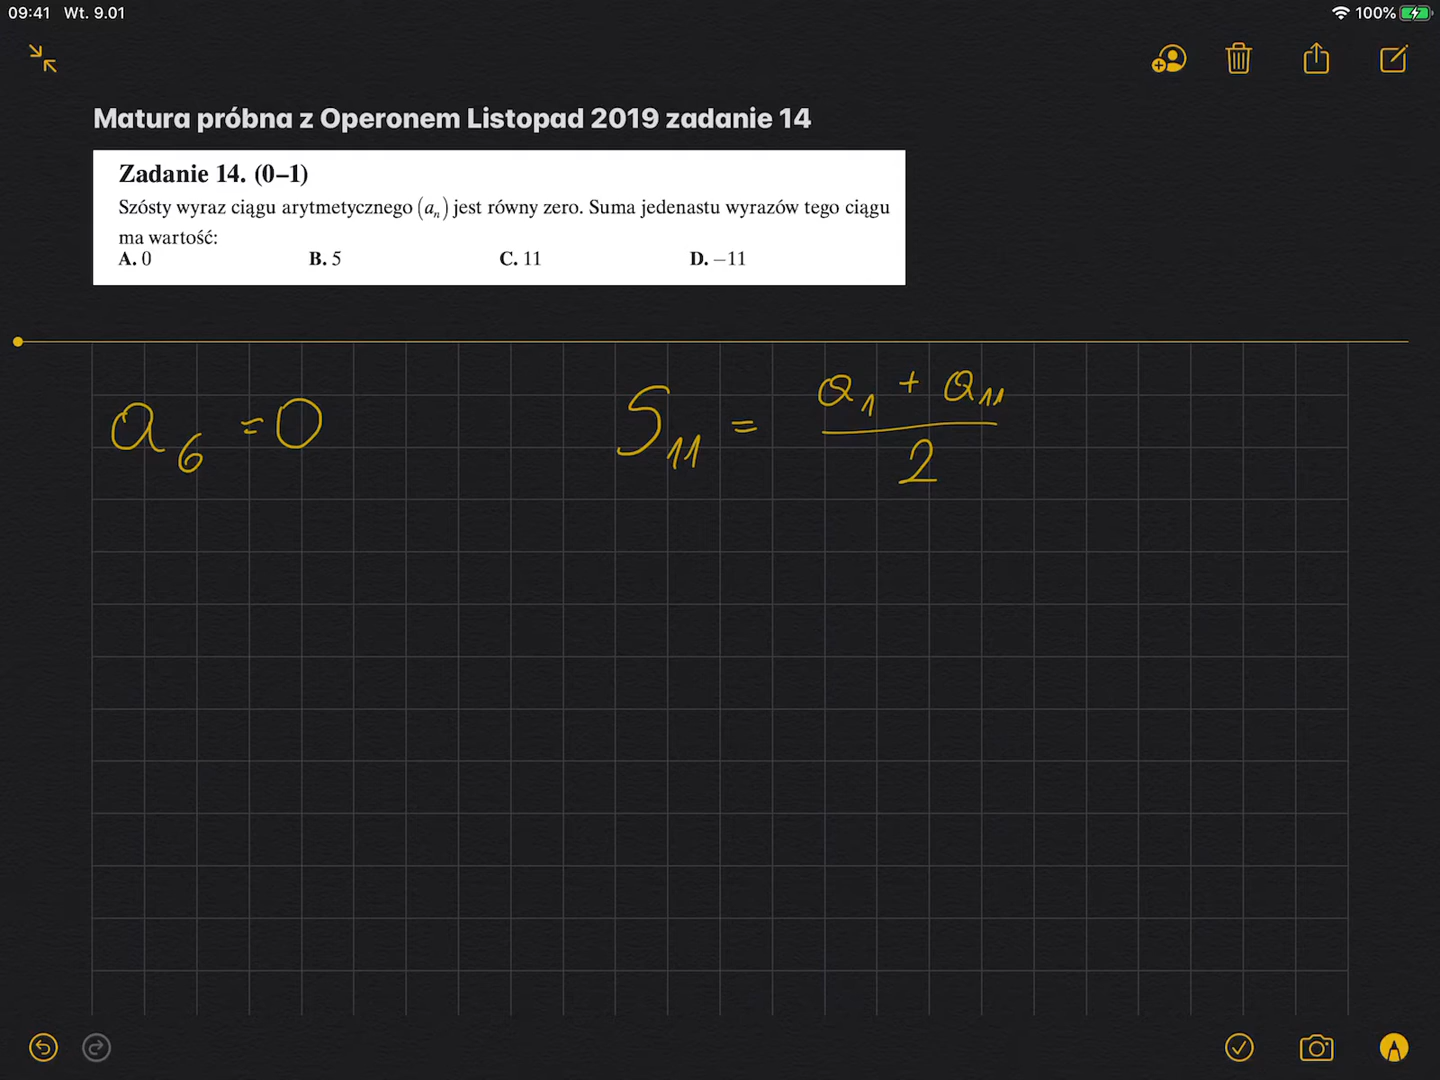 09:41 Wt. 9.01 100%
Matura próbna z Operonem Listopad 2019 zadanie 14
Zadanie 14. (0–1)
Szósty wyraz ciągu arytmetycznego (aₙ) jest równy zero. Suma jedenastu wyrazów tego ciągu
ma wartość:
A. 0 B. 5 C. 11 D. −11
a₆ = 0 S₁₁ = (a₁ + a₁₁)/2